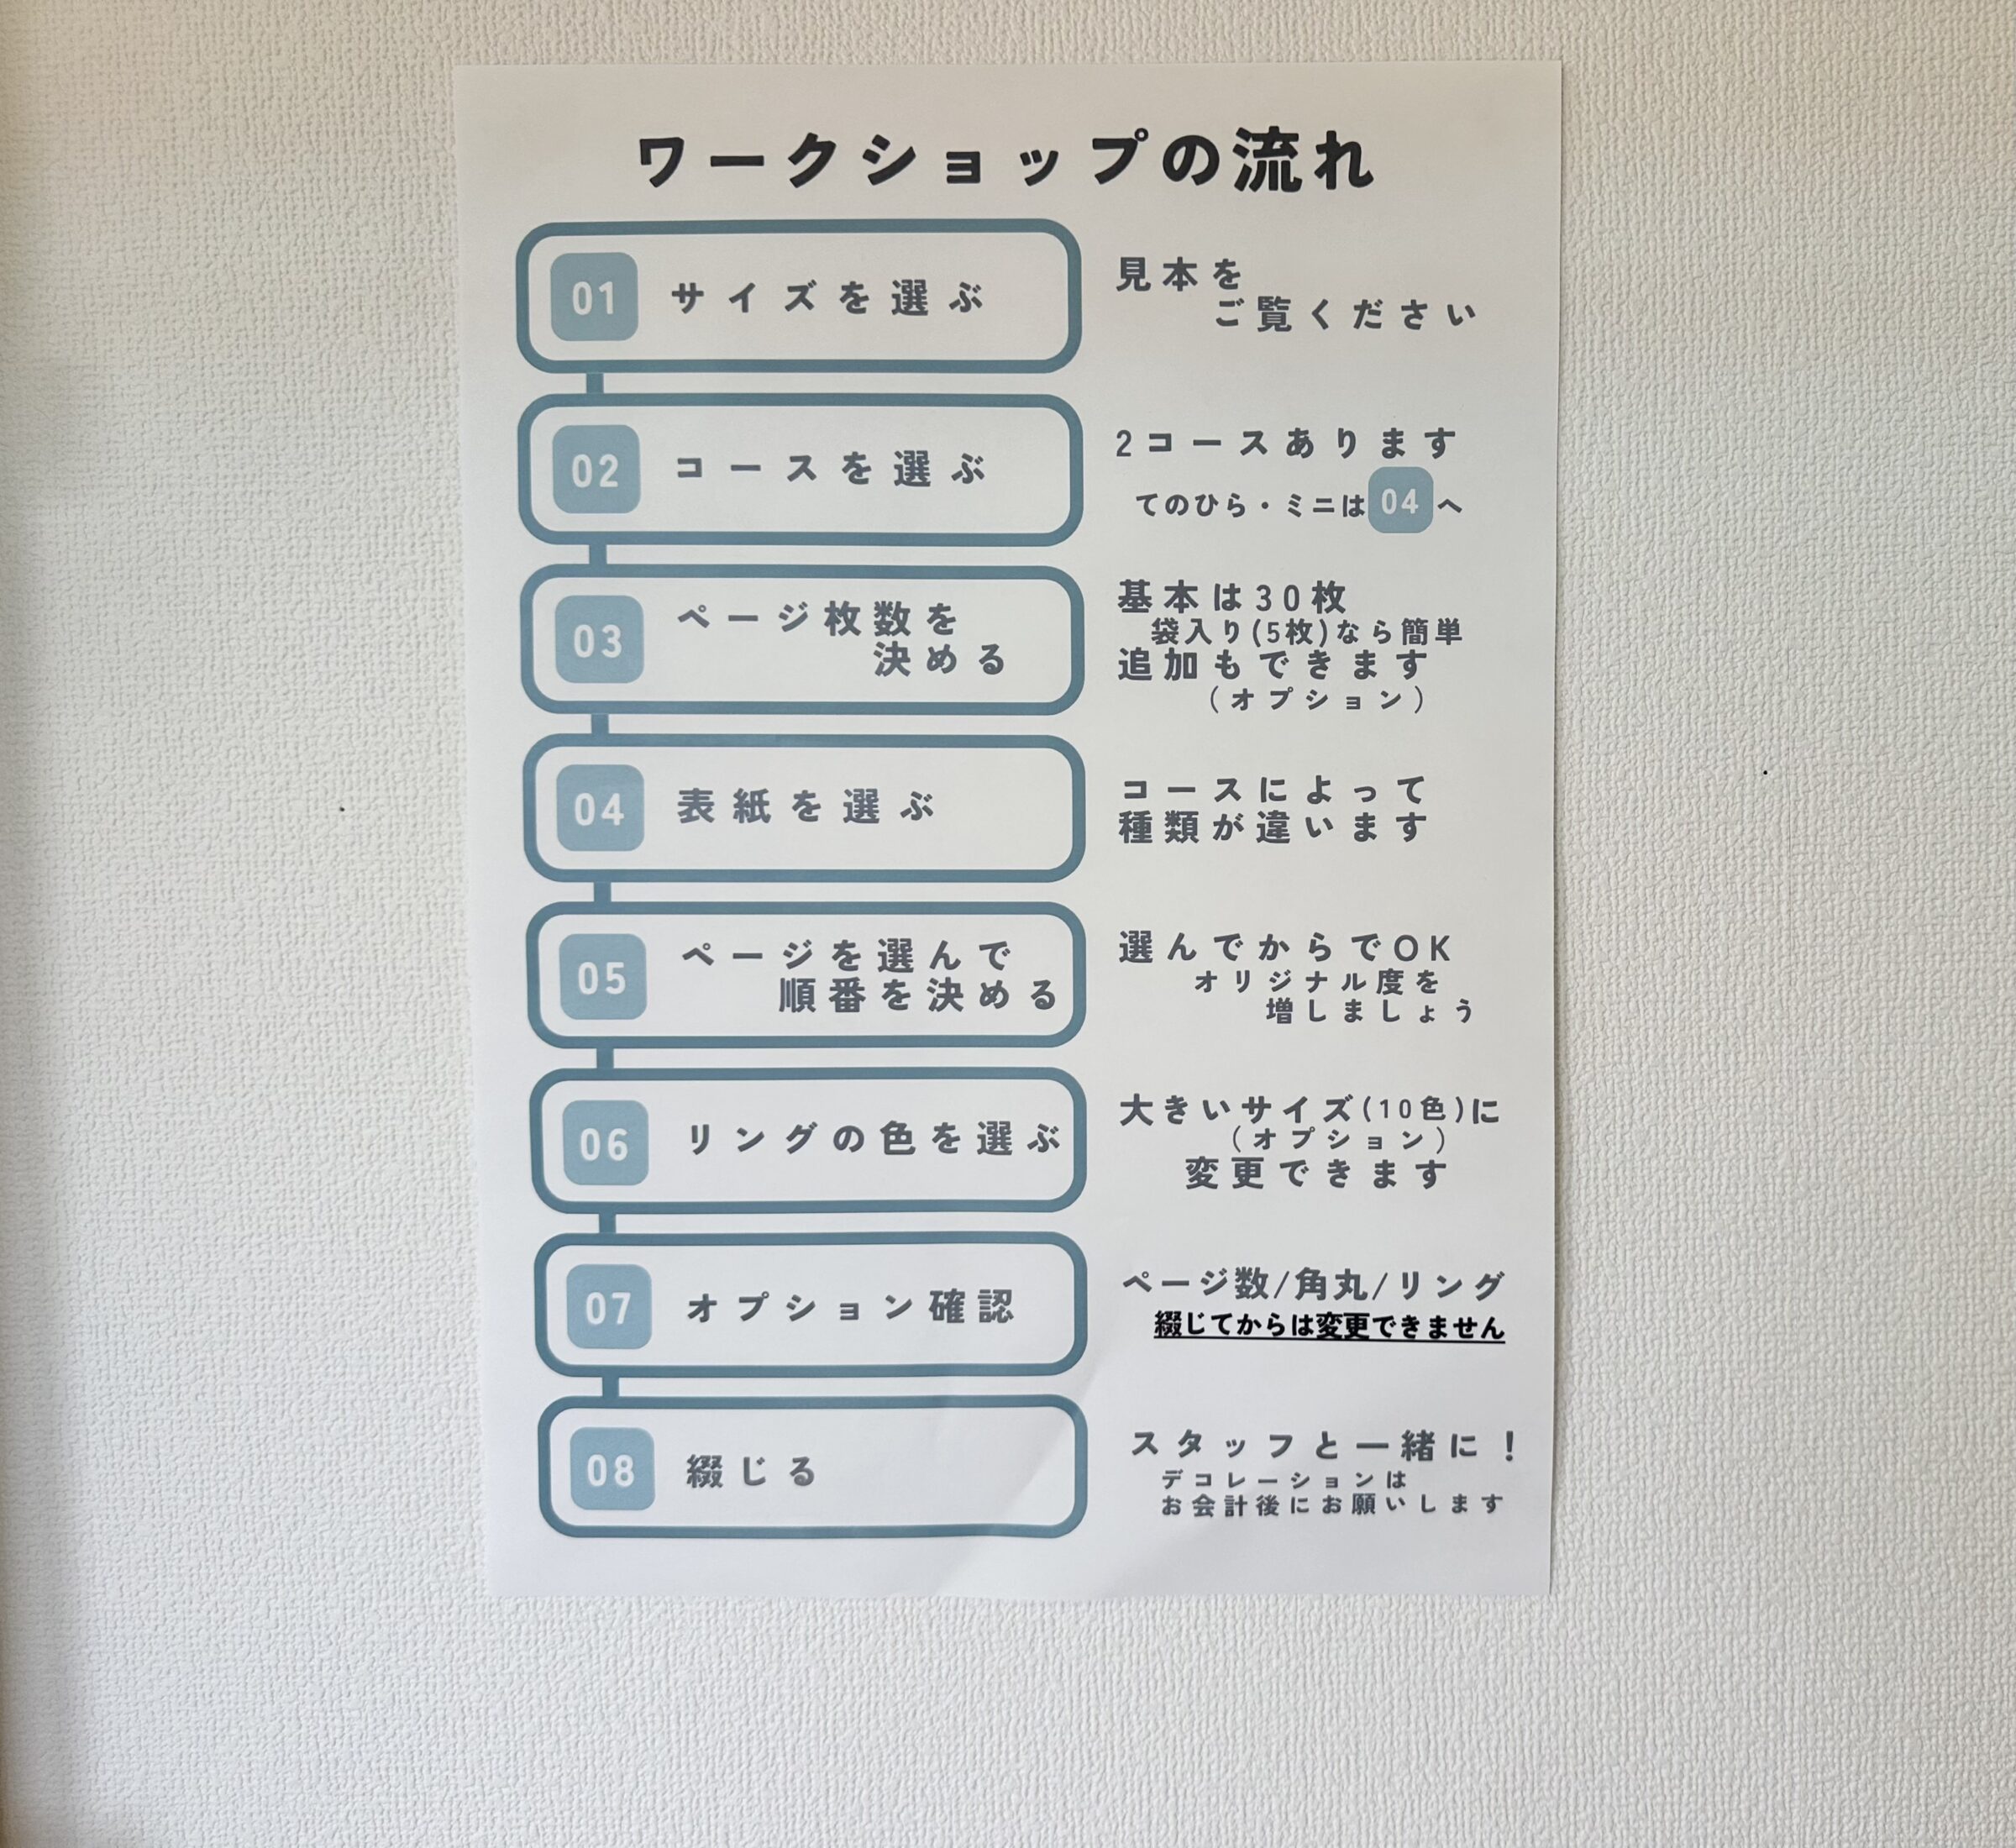 ワークショップの流れ
01 サイズを選ぶ
見本を
ご覧ください
02 コースを選ぶ
2コースあります
てのひら・ミニは04へ
03 ページ枚数を
決める
基本は30枚
袋入り(5枚)なら簡単
追加もできます
(オプション)
04 表紙を選ぶ
コースによって
種類が違います
05 ページを選んで
順番を決める
選んでからでOK
オリジナル度を
増しましょう
06 リングの色を選ぶ
大きいサイズ(10色)に
(オプション)
変更できます
07 オプション確認
ページ数/角丸/リング
綴じてからは変更できません
08 綴じる
スタッフと一緒に!
デコレーションは
お会計後にお願いします